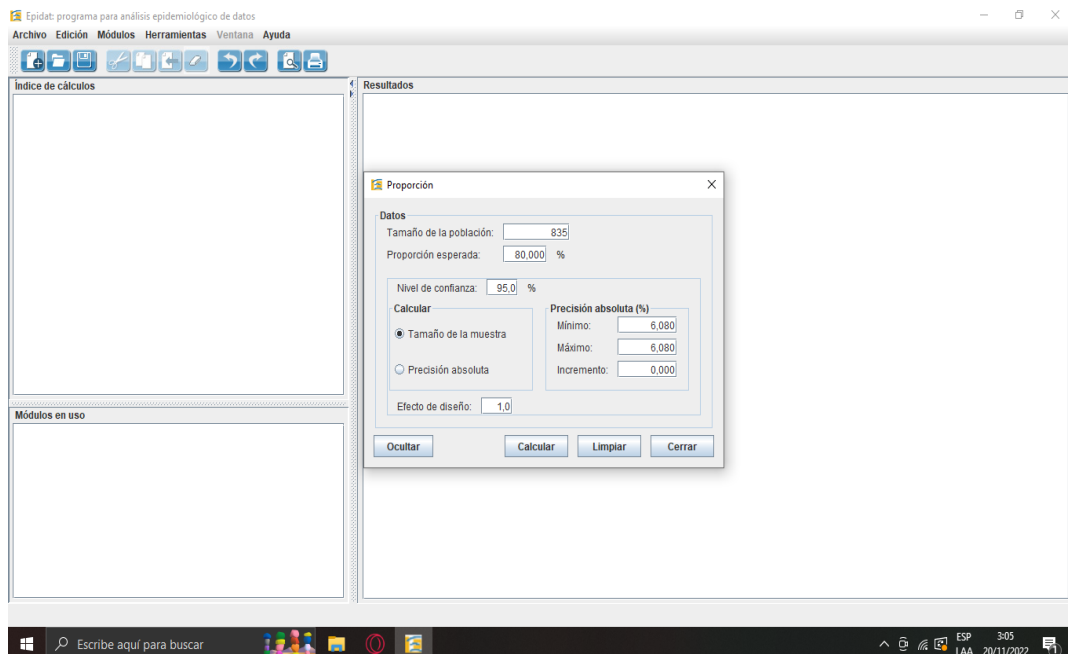 Epidat: programa para análisis epidemiológico de datos
Archivo Edición Módulos Herramientas Ventana Ayuda
Índice de cálculos
Resultados
Proporción
Datos
Tamaño de la población: 835
Proporción esperada: 80,000 %
Nivel de confianza: 95,0 %
Calcular
Tamaño de la muestra
Precisión absoluta
Precisión absoluta (%)
Mínimo: 6,080
Máximo: 6,080
Incremento: 0,000
Efecto de diseño: 1,0
Ocultar Calcular Limpiar Cerrar
Módulos en uso
Escribe aquí para buscar
ESP
LAA
3:05
20/11/2022
1